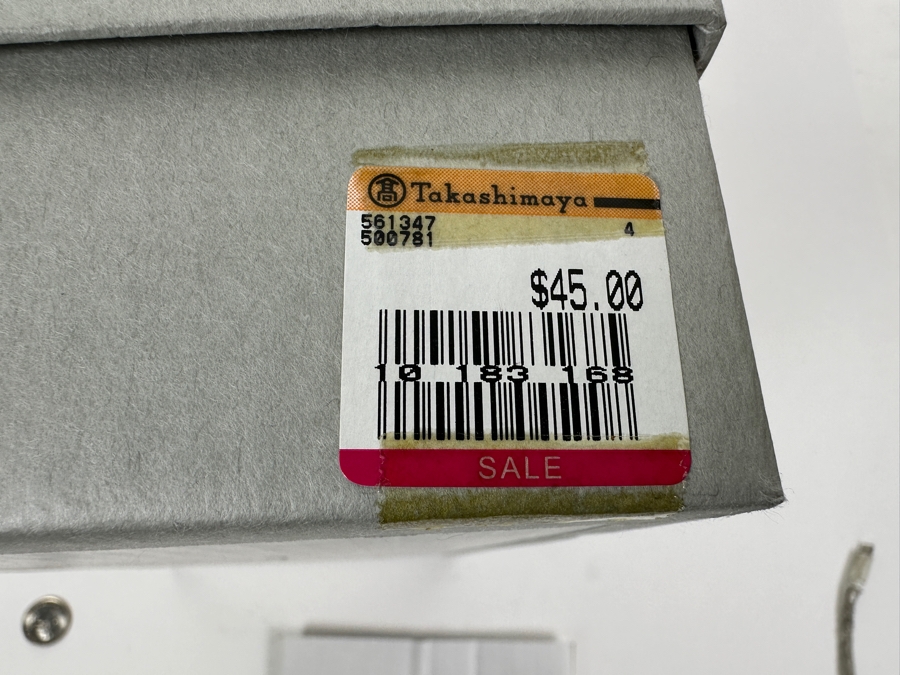 髙 Takashimaya
561347 4
500781
$45.00
10 183 168
SALE